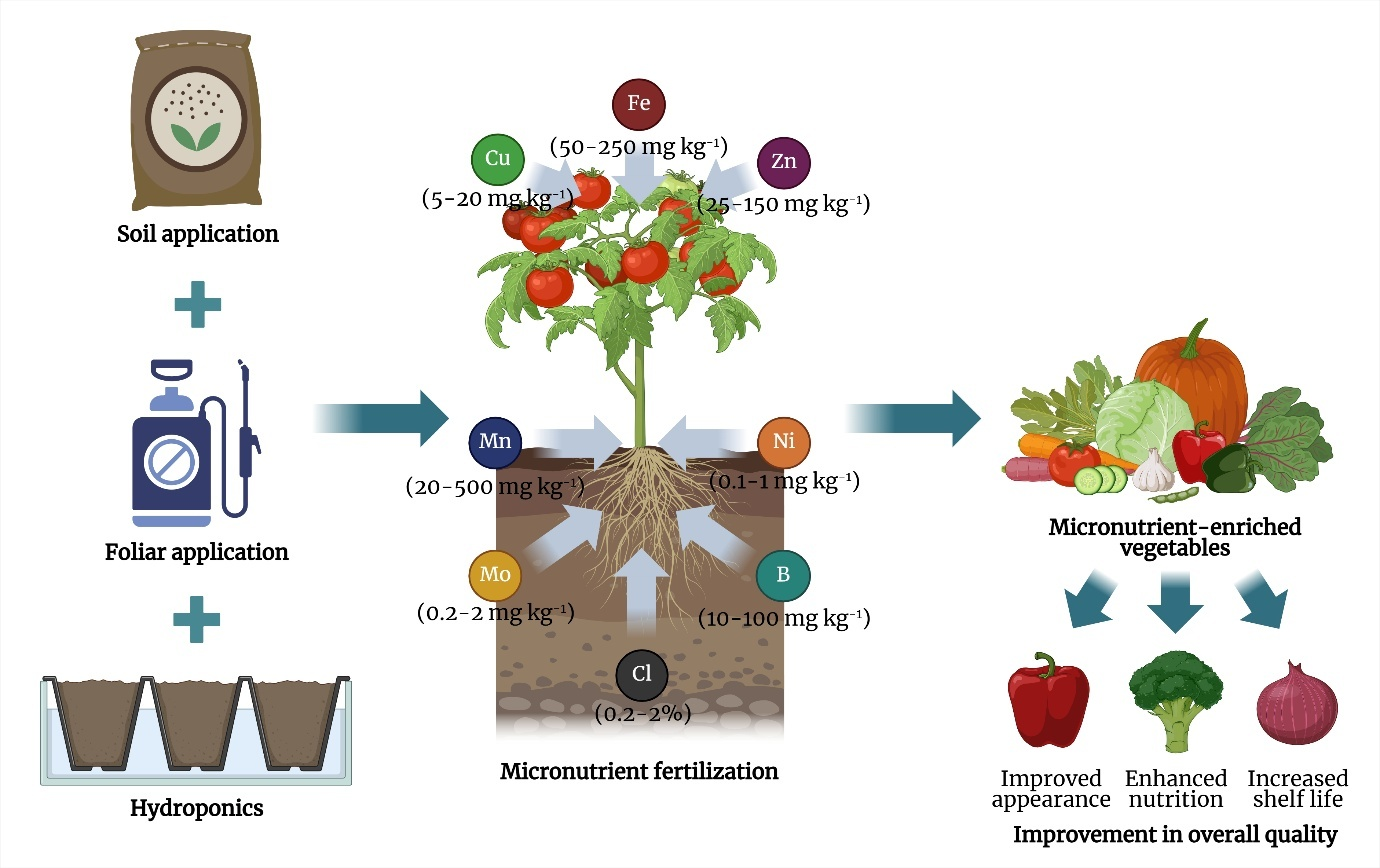 Soil application
Foliar application
Hydroponics
Fe
(50-250 mg kg⁻¹)
Cu
(5-20 mg kg⁻¹)
Zn
(25-150 mg kg⁻¹)
Mn
(20-500 mg kg⁻¹)
Ni
(0.1-1 mg kg⁻¹)
Mo
(0.2-2 mg kg⁻¹)
B
(10-100 mg kg⁻¹)
Cl
(0.2-2%)
Micronutrient fertilization
Micronutrient-enriched
vegetables
Improved
appearance
Enhanced
nutrition
Increased
shelf life
Improvement in overall quality